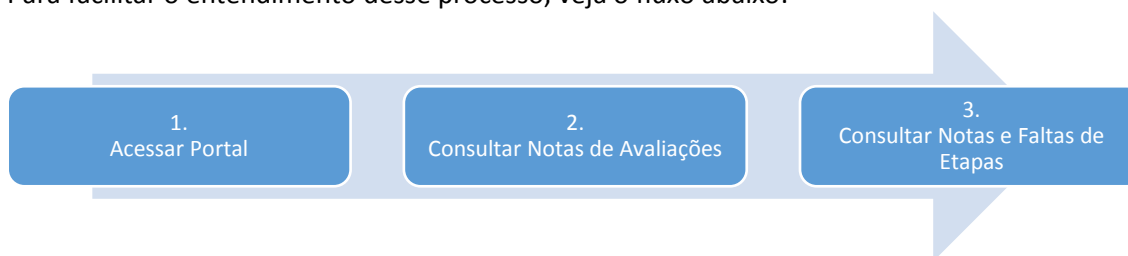 Para facilitar o entendimento desse processo, veja o fluxo abaixo:
1.
Acessar Portal
2.
Consultar Notas de Avaliações
3.
Consultar Notas e Faltas de
Etapas